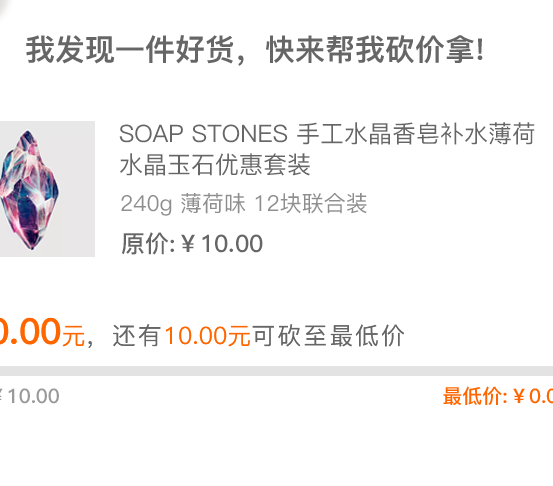 我发现一件好货，快来帮我砍价拿!
SOAP STONES 手工水晶香皂补水薄荷
水晶玉石优惠套装
240g 薄荷味 12块联合装
原价:￥10.00
0.00元，还有10.00元可砍至最低价
￥10.00
最低价:￥0.0